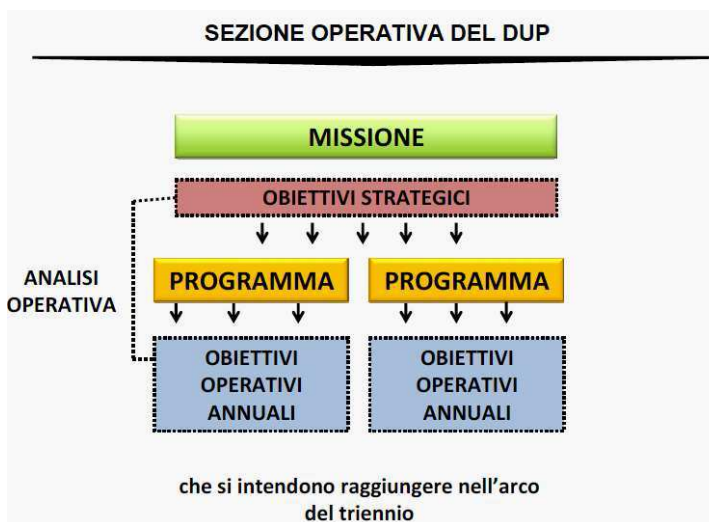 SEZIONE OPERATIVA DEL DUP
MISSIONE
OBIETTIVI STRATEGICI
ANALISI
OPERATIVA
PROGRAMMA
PROGRAMMA
OBIETTIVI
OPERATIVI
ANNUALI
OBIETTIVI
OPERATIVI
ANNUALI
che si intendono raggiungere nell'arco
del triennio